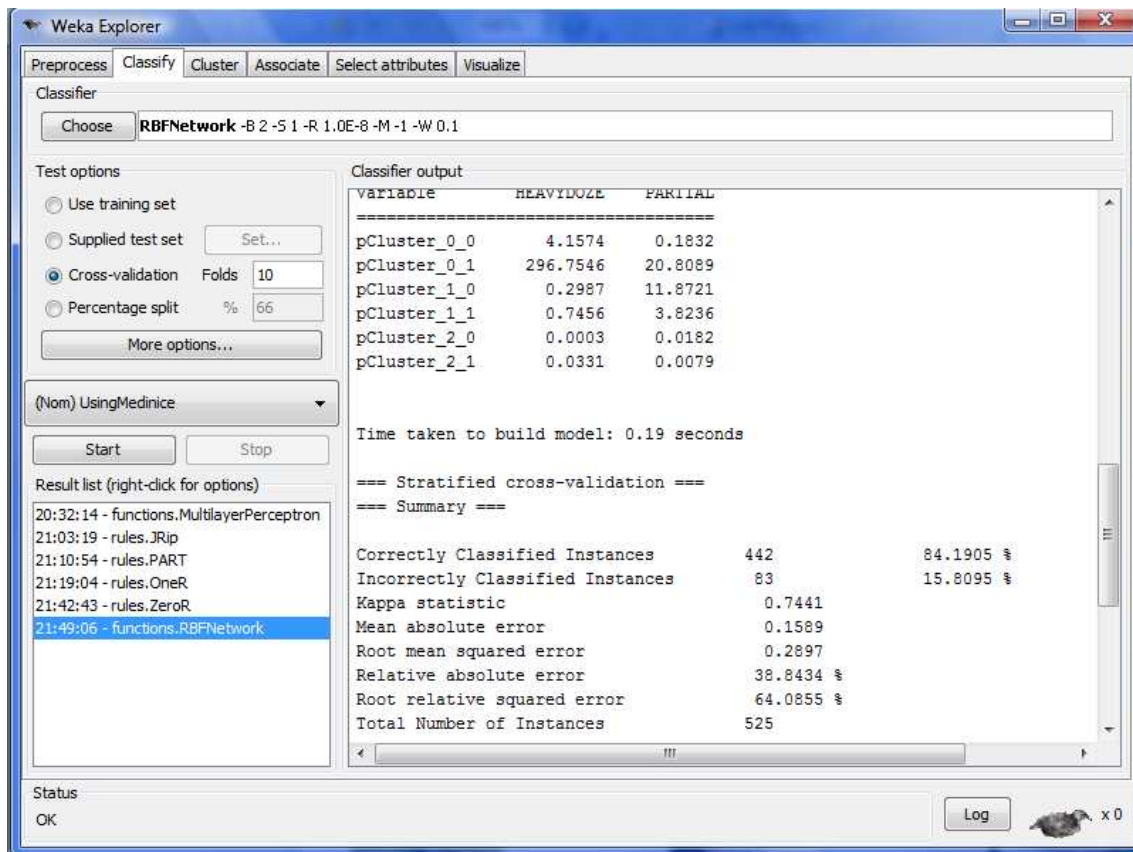 Weka Explorer
Preprocess Classify Cluster Associate Select attributes Visualize
Classifier
Choose RBFNetwork -B 2 -S 1 -R 1.0E-8 -M -1 -W 0.1
Test options
Use training set
Supplied test set Set...
Cross-validation Folds 10
Percentage split % 66
More options...
(Nom) UsingMedinice
Start Stop
Result list (right-click for options)
20:32:14 - functions.MultilayerPerceptron
21:03:19 - rules.JRip
21:10:54 - rules.PART
21:19:04 - rules.OneR
21:42:43 - rules.ZeroR
21:49:06 - functions.RBFNetwork
Classifier output
Variable HEAVYDOZE PARTIAL
====================================
pCluster_0_0 4.1574 0.1832
pCluster_0_1 296.7546 20.8089
pCluster_1_0 0.2987 11.8721
pCluster_1_1 0.7456 3.8236
pCluster_2_0 0.0003 0.0182
pCluster_2_1 0.0331 0.0079
Time taken to build model: 0.19 seconds
=== Stratified cross-validation ===
=== Summary ===
Correctly Classified Instances 442 84.1905 %
Incorrectly Classified Instances 83 15.8095 %
Kappa statistic 0.7441
Mean absolute error 0.1589
Root mean squared error 0.2897
Relative absolute error 38.8434 %
Root relative squared error 64.0855 %
Total Number of Instances 525
Status
OK
Log
x 0